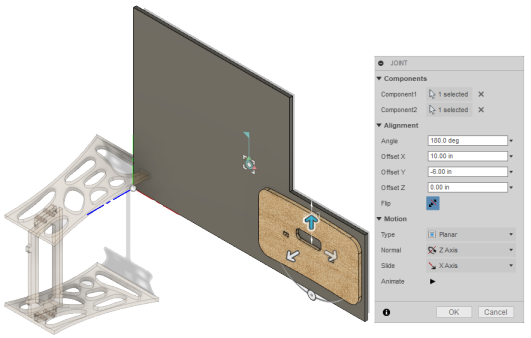 JOINT
Components
Component1 1 selected
Component2 1 selected
Alignment
Angle 180.0 deg
Offset X 10.00 in
Offset Y -6.00 in
Offset Z 0.00 in
Flip
Motion
Type Planar
Normal Z Axis
Slide X Axis
Animate
OK Cancel